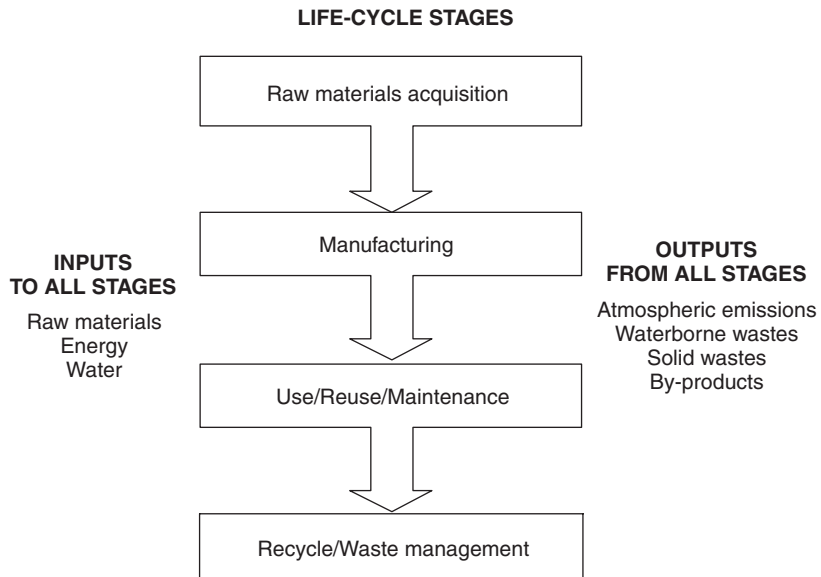 LIFE-CYCLE STAGES
Raw materials acquisition
Manufacturing
INPUTS
TO ALL STAGES
Raw materials
Energy
Water
OUTPUTS
FROM ALL STAGES
Atmospheric emissions
Waterborne wastes
Solid wastes
By-products
Use/Reuse/Maintenance
Recycle/Waste management